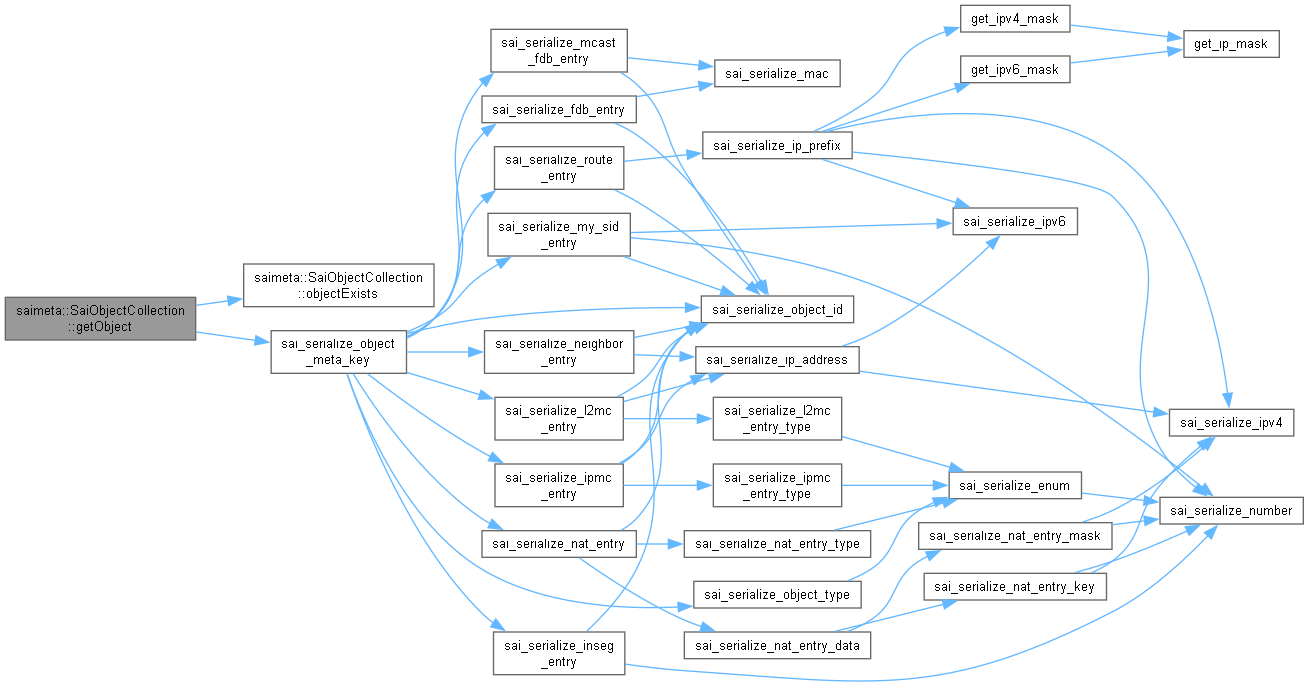 saimeta::SaiObjectCollection
::getObject
saimeta::SaiObjectCollection
::objectExists
sai_serialize_object
_meta_key
sai_serialize_mcast
_fdb_entry
sai_serialize_fdb_entry
sai_serialize_route
_entry
sai_serialize_my_sid
_entry
sai_serialize_neighbor
_entry
sai_serialize_l2mc
_entry
sai_serialize_ipmc
_entry
sai_serialize_nat_entry
sai_serialize_inseg
_entry
sai_serialize_mac
sai_serialize_ip_prefix
sai_serialize_object_id
sai_serialize_ip_address
sai_serialize_l2mc
_entry_type
sai_serialize_ipmc
_entry_type
sai_serialize_nat_entry_type
sai_serialize_object_type
sai_serialize_nat_entry_data
get_ipv4_mask
get_ipv6_mask
sai_serialize_ipv6
sai_serialize_enum
sai_serialize_nat_entry_mask
sai_serialize_nat_entry_key
get_ip_mask
sai_serialize_ipv4
sai_serialize_number